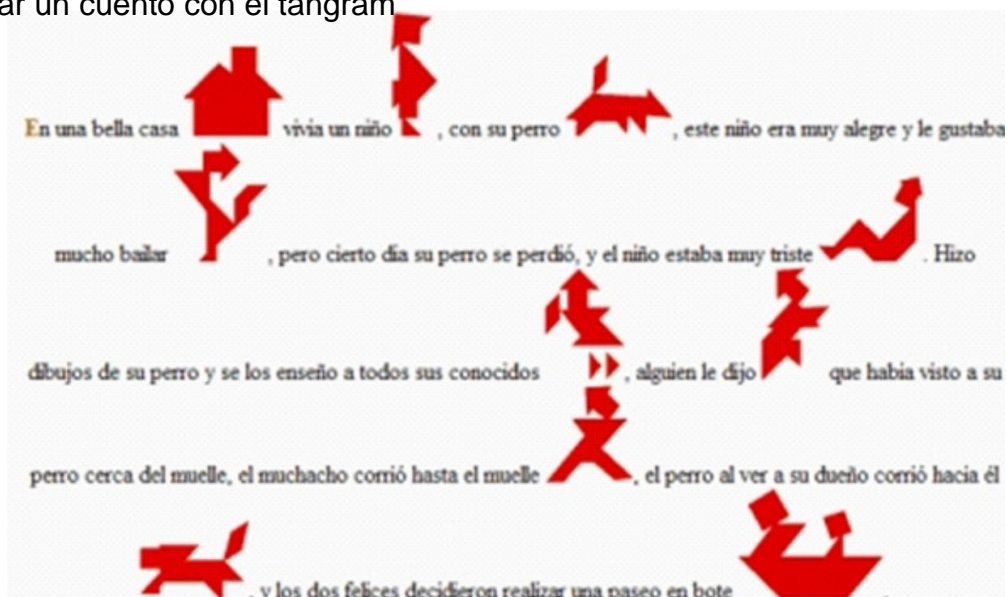 ar un cuento con el tangram
En una bella casa vivia un niño , con su perro , este niño era muy alegre y le gustaba
mucho bailar , pero cierto día su perro se perdió, y el niño estaba muy triste . Hizo
dibujos de su perro y se los enseño a todos sus conocidos , alguien le dijo que habia visto a su
perro cerca del muelle, el muchacho corrió hasta el muelle , el perro al ver a su dueño corrió hacia él
, y los dos felices decidieron realizar una paseo en bote .